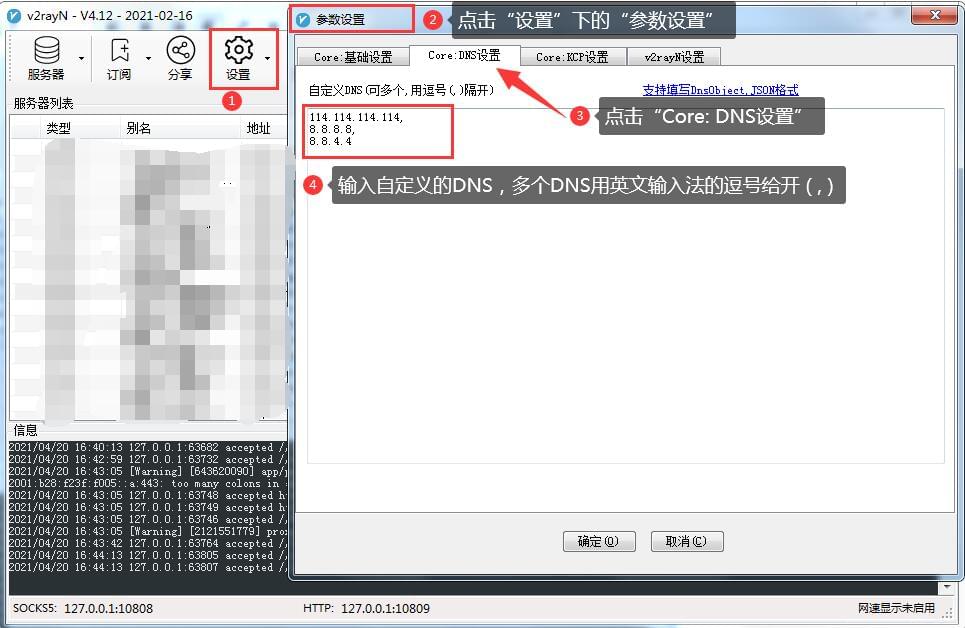 v2rayN - V4.12 - 2021-02-16
服务器
订阅
分享
设置
1
服务器列表
类型 别名 地址
参数设置
2 点击“设置”下的“参数设置”
Core:基础设置 Core:DNS设置 Core:KCP设置 v2rayN设置
自定义DNS(可多个,用逗号(,)隔开) 支持填写DnsObject,JSON格式
114.114.114.114,
8.8.8.8,
8.8.4.4
3 点击“Core: DNS设置”
4 输入自定义的DNS，多个DNS用英文输入法的逗号给开 ( , )
确定(O) 取消(C)
信息
2021/04/20 16:40:13 127.0.0.1:63682 accepted /
2021/04/20 16:42:59 127.0.0.1:63732 accepted /
2021/04/20 16:43:05 [Warning] [643620090] app/
2001:b28:f23f:f005::a:443: too many colons in
2021/04/20 16:43:05 127.0.0.1:63748 accepted h
2021/04/20 16:43:05 127.0.0.1:63749 accepted h
2021/04/20 16:43:05 127.0.0.1:63746 accepted /
2021/04/20 16:43:05 [Warning] [2121551779] pro
2021/04/20 16:43:42 127.0.0.1:63764 accepted /
2021/04/20 16:44:13 127.0.0.1:63805 accepted /
2021/04/20 16:44:13 127.0.0.1:63807 accepted /
SOCKS5: 127.0.0.1:10808 HTTP: 127.0.0.1:10809 网速显示未启用